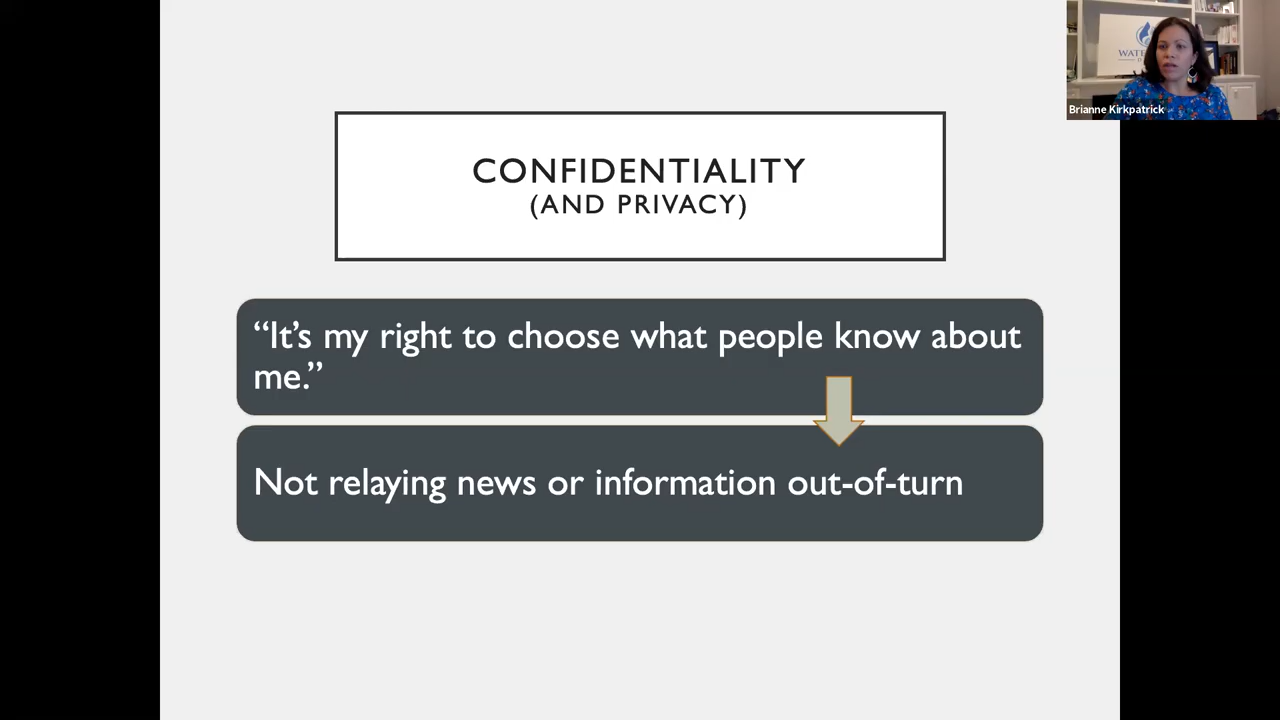 CONFIDENTIALITY
(AND PRIVACY)
“It’s my right to choose what people know about
me.”
Not relaying news or information out-of-turn
Brianne Kirkpatrick